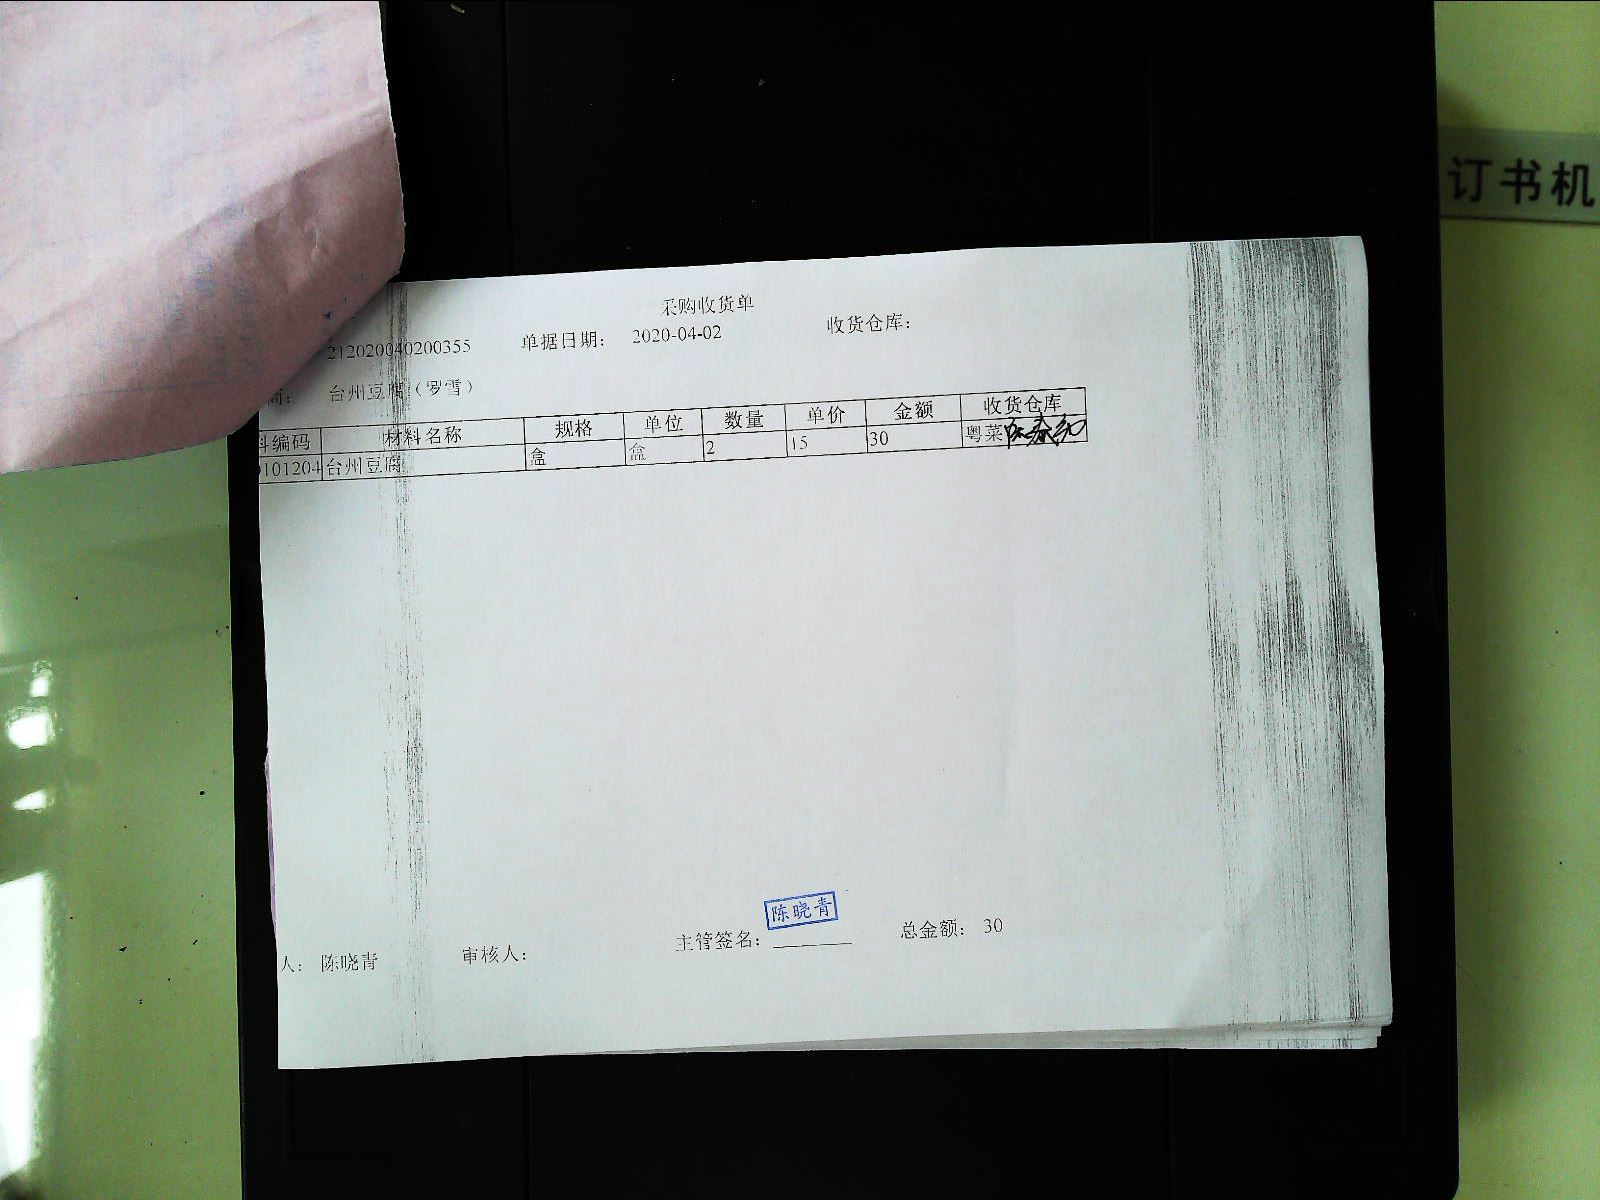 订书机
采购收货单
212020040200355 单据日期： 2020-04-02 收货仓库：
商： 台州豆腐（罗雪）
料编码 材料名称 规格 单位 数量 单价 金额 收货仓库
0101204 台州豆腐 盒 盒 2 15 30 粤菜
陈晓青
人： 陈晓青 审核人： 主管签名： 总金额： 30